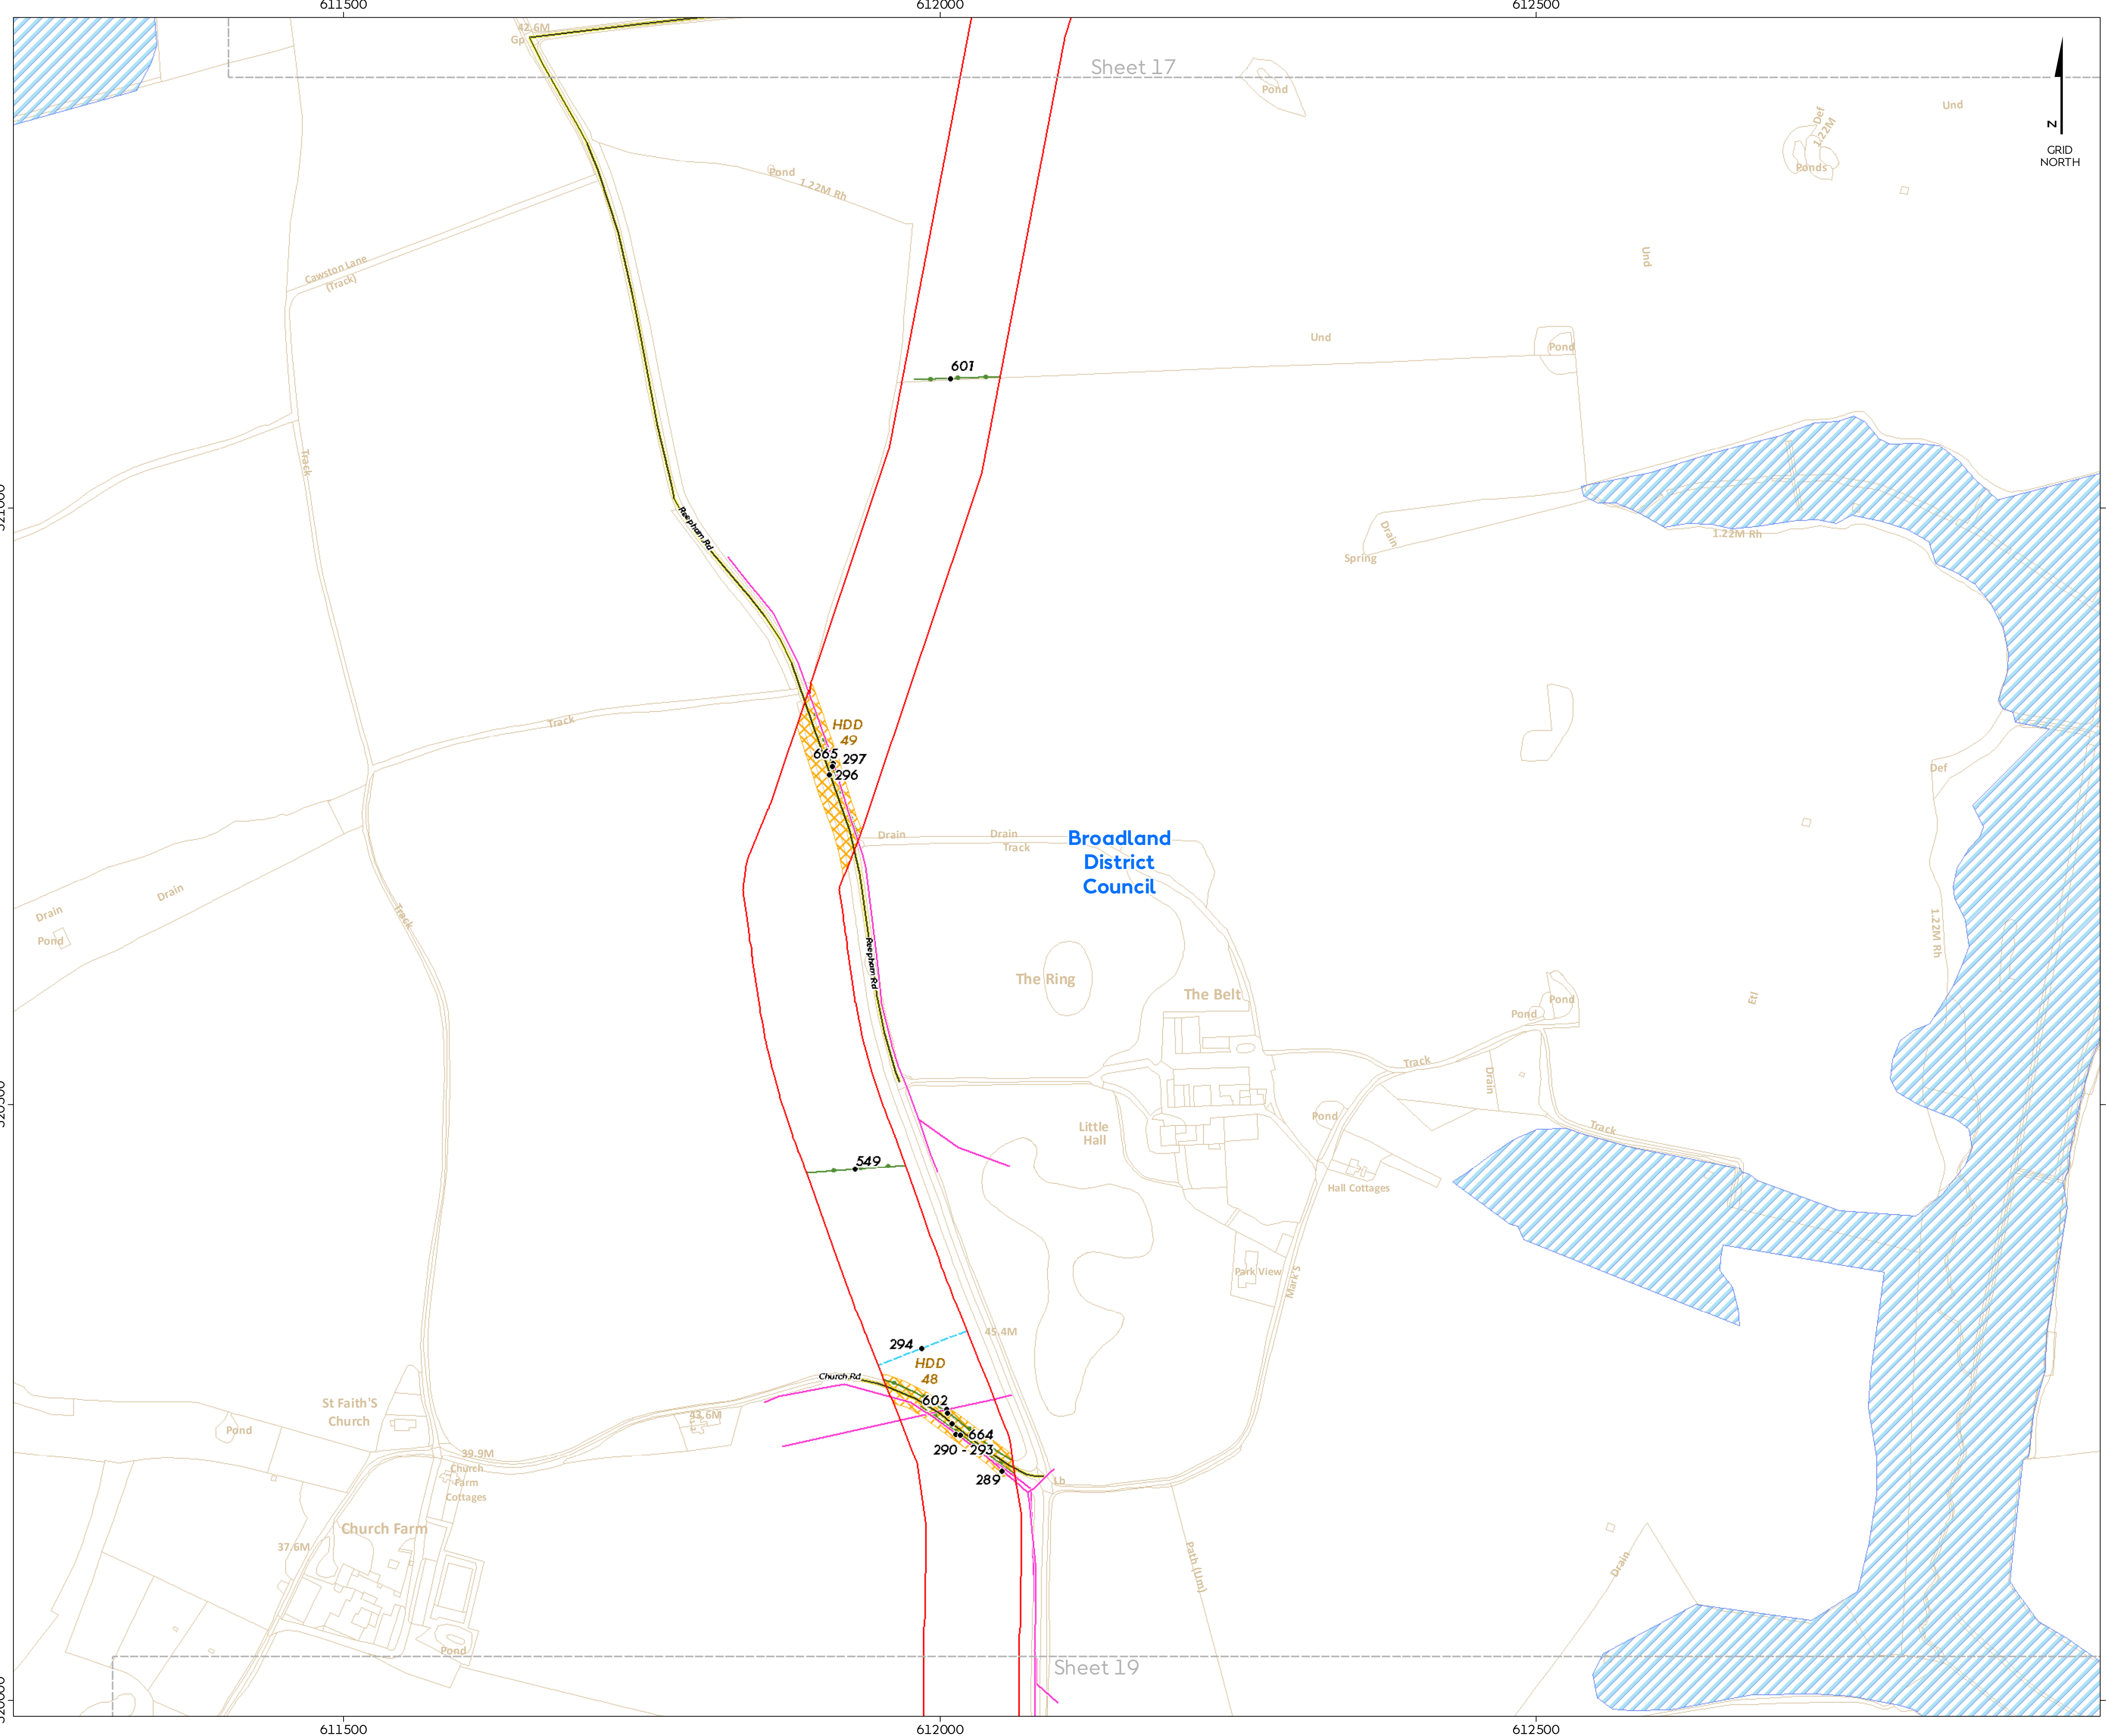 611500
612000
612500
42.6M
Gp
Sheet 17
Pond
Def
1.22M
Und
Ponds
N
GRID
NORTH
Pond
1.22M Rh
Cawston Lane
(Track)
Und
Und
Pond
601
Track
Reepham Rd
Drain
Spring
1.22M Rh
Track
HDD
49
665
297
296
Def
Drain
Drain
Track
Broadland
District
Council
Drain
Drain
Pond
Track
1.22M Rh
Reepham Rd
The Ring
The Belt
Pond
Pond
Etl
Track
Drain
Pond
Little
Hall
Track
549
Hall Cottages
Park View
Mark'S
45.4M
294
HDD
48
Church Rd
602
St Faith'S
Church
43.6M
Pond
664
290 - 293
289
39.9M
Church
Farm
Cottages
Lb
Church Farm
37.6M
Path (Um)
Drain
Pond
Sheet 19
611500
612000
612500